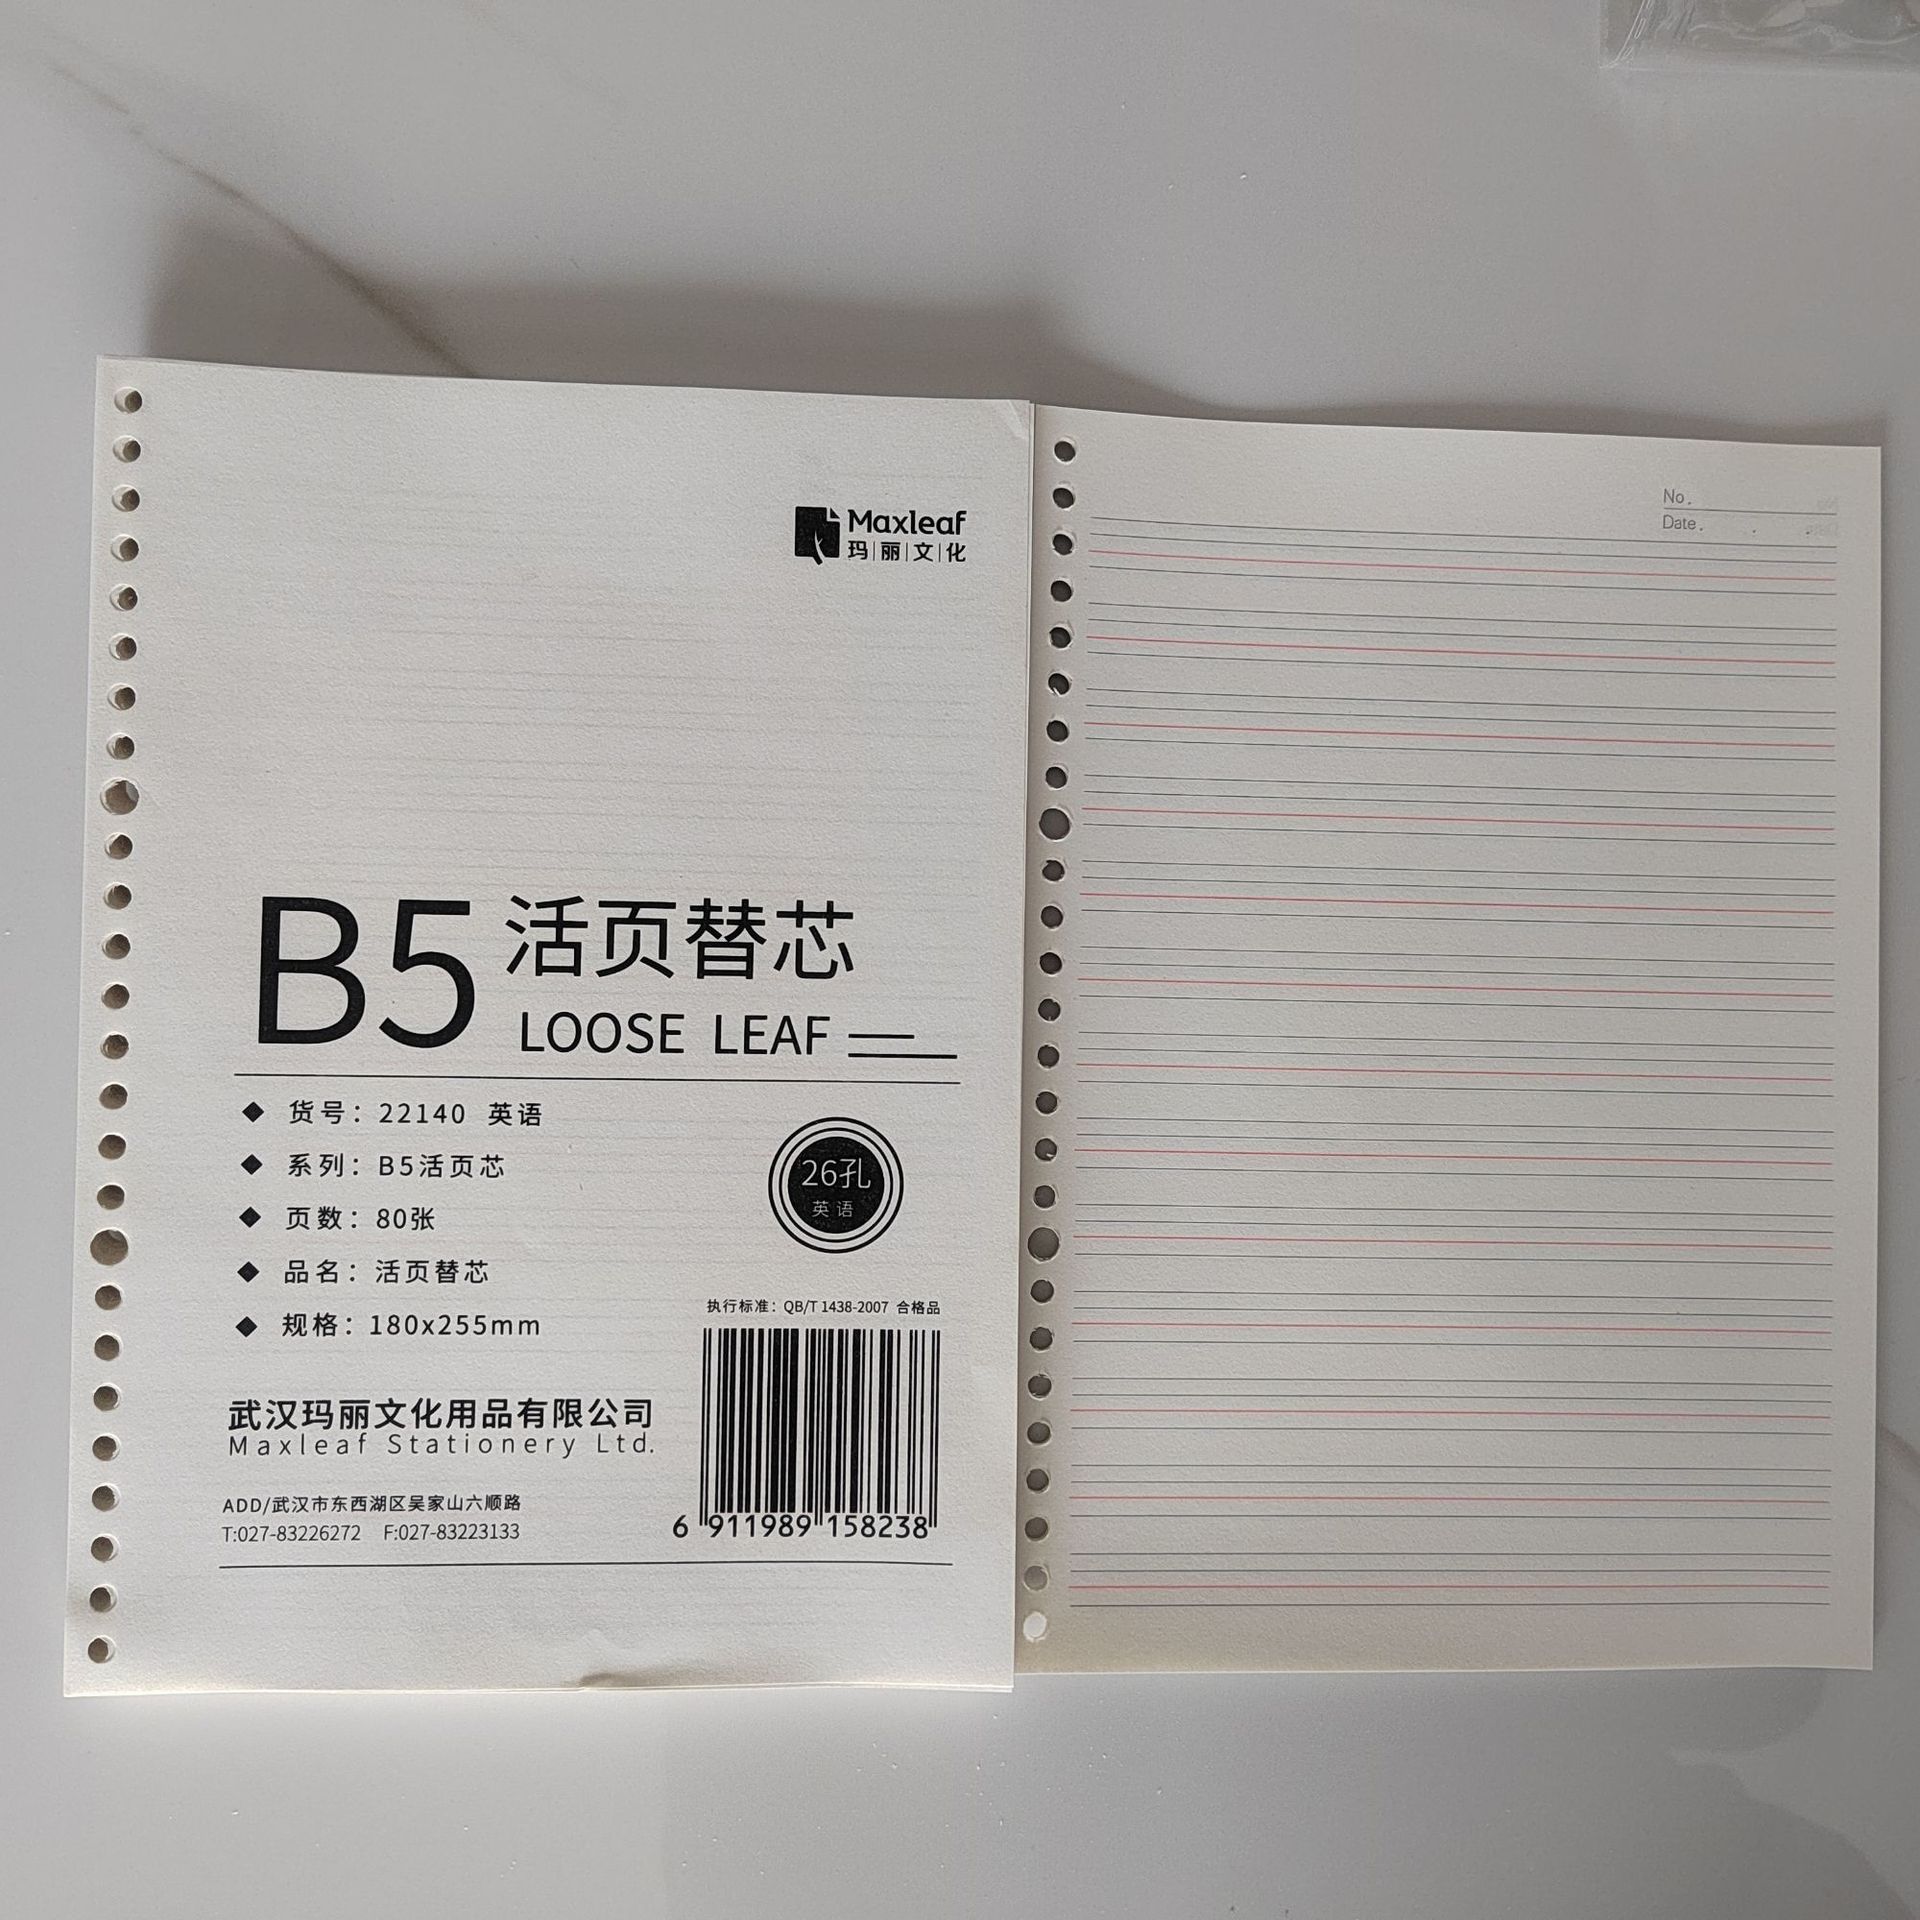 Maxleaf
玛丽文化
B5 活页替芯
LOOSE LEAF
货号：22140 英语
系列：B5活页芯
页数：80张
品名：活页替芯
规格：180x255mm
26孔
英语
执行标准：QB/T 1438-2007 合格品
6 911989 158238
武汉玛丽文化用品有限公司
Maxleaf Stationery Ltd.
ADD/武汉市东西湖区吴家山六顺路
T:027-83226272 F:027-83223133
No.
Date. . .